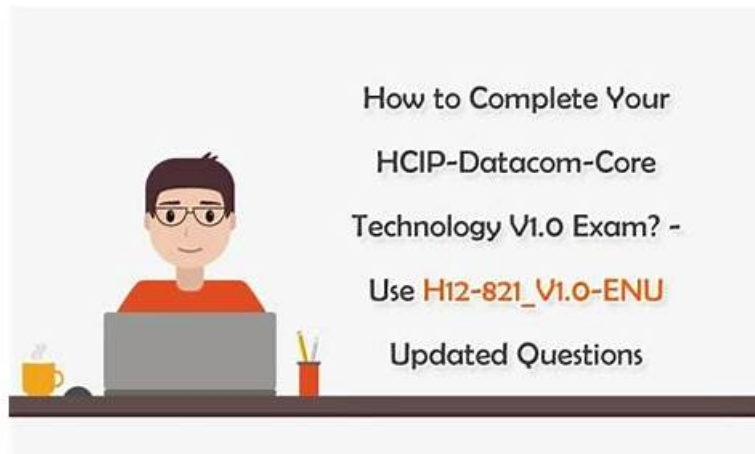 How to Complete Your
HCIP-Datacom-Core
Technology V1.0 Exam? -
Use H12-821_V1.0-ENU
Updated Questions